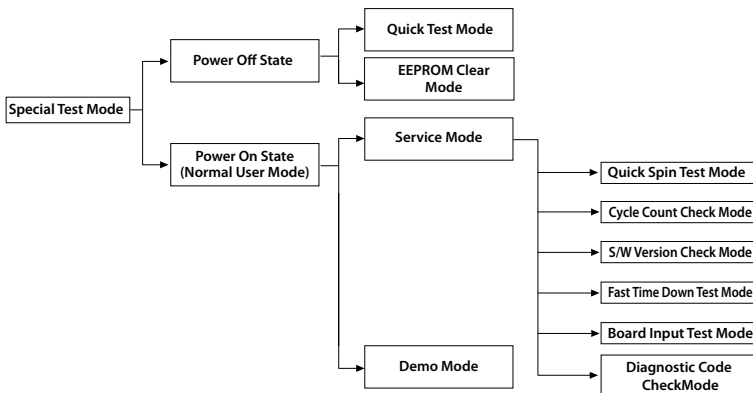 Quick Test Mode
Power Off State
EEPROM Clear
Mode
Special Test Mode
Service Mode
Power On State
(Normal User Mode)
Quick Spin Test Mode
Cycle Count Check Mode
S/W Version Check Mode
Fast Time Down Test Mode
Board Input Test Mode
Demo Mode
Diagnostic Code
CheckMode